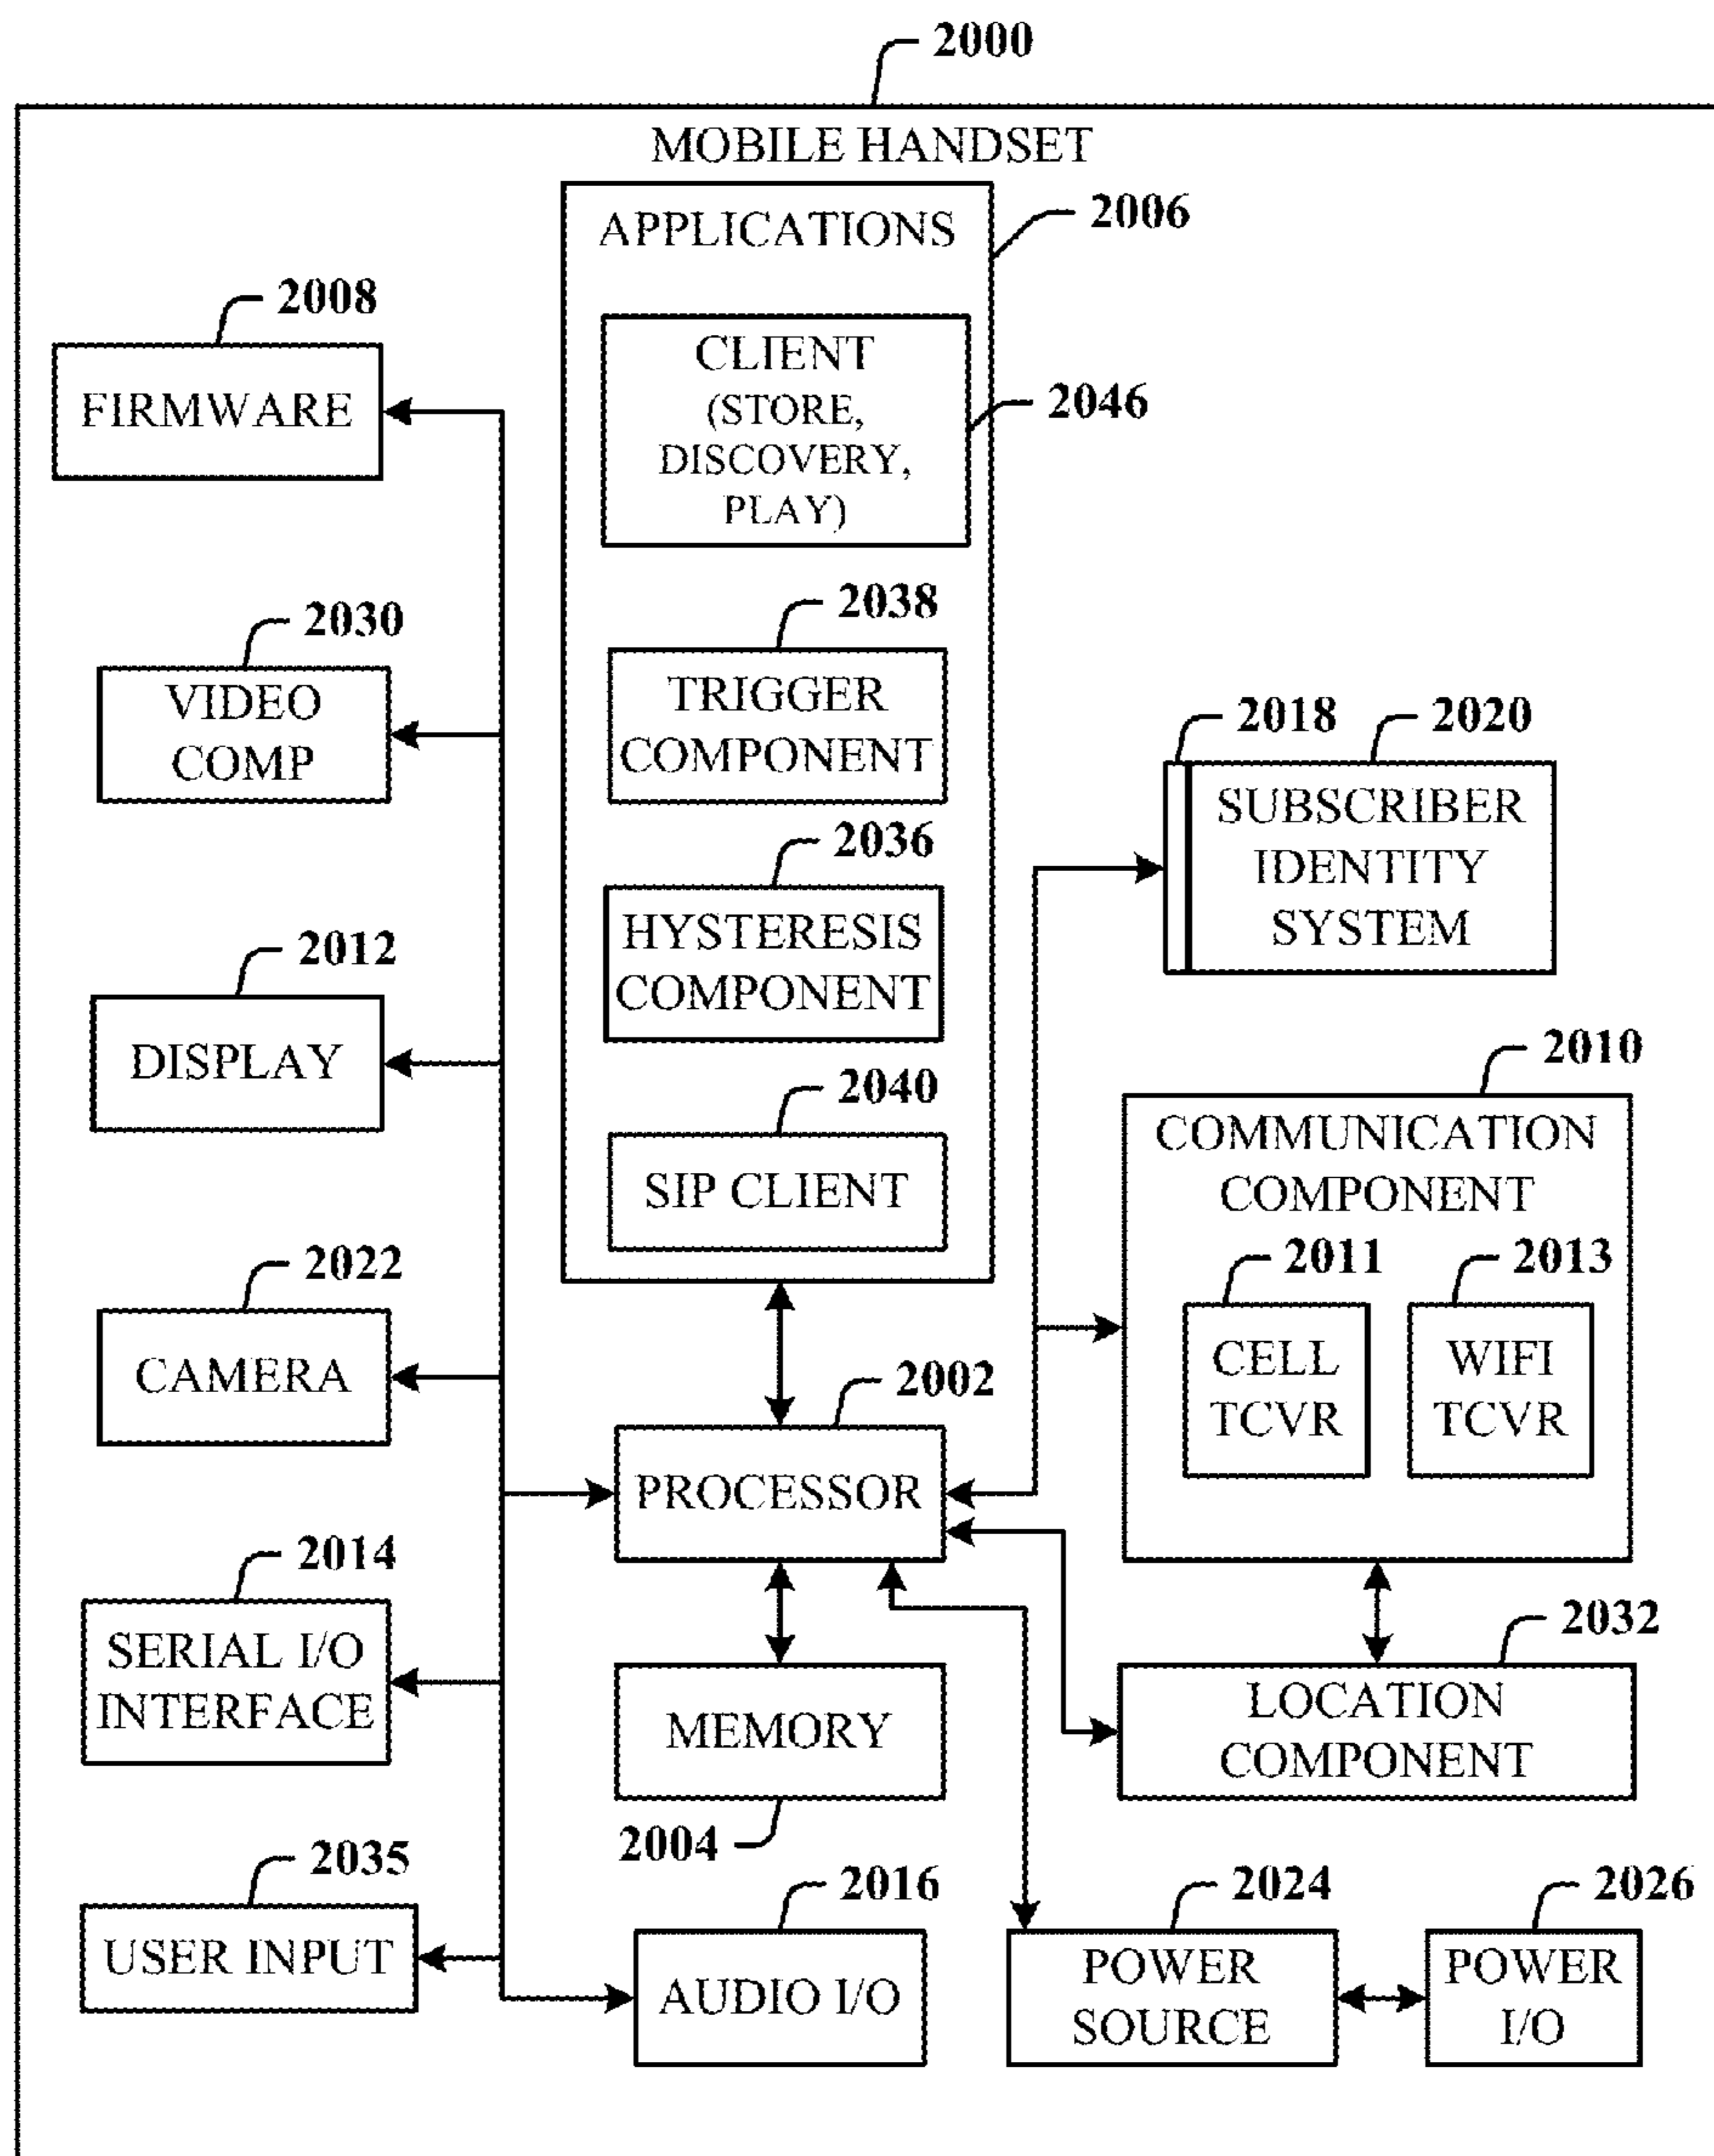 2000
MOBILE HANDSET
APPLICATIONS
2006
CLIENT
(STORE,
DISCOVERY,
PLAY)
2046
2008
FIRMWARE
2030
VIDEO
COMP
2038
TRIGGER
COMPONENT
2036
HYSTERESIS
COMPONENT
2018
2020
SUBSCRIBER
IDENTITY
SYSTEM
2012
DISPLAY
2040
SIP CLIENT
2010
COMMUNICATION
COMPONENT
2011
CELL
TCVR
2013
WIFI
TCVR
2022
CAMERA
2002
PROCESSOR
2014
SERIAL I/O
INTERFACE
MEMORY
2004
2032
LOCATION
COMPONENT
2035
USER INPUT
2016
AUDIO I/O
2024
POWER
SOURCE
2026
POWER
I/O